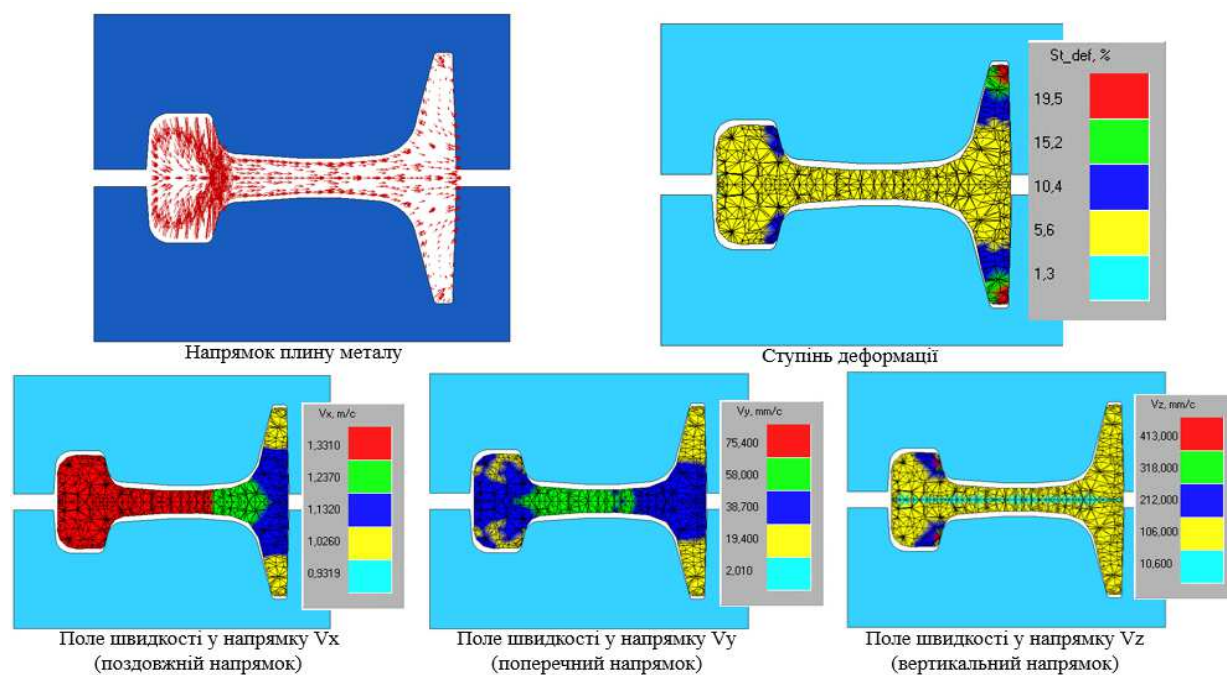 St_def, %
19,5
15,2
10,4
5,6
1,3
Напрямок плину металу
Ступінь деформації
Vx, m/c
1,3310
1,2370
1,1320
1,0260
0,9319
Vy, mm/c
75,400
58,000
38,700
19,400
2,010
Vz, mm/c
413,000
318,000
212,000
106,000
10,600
Поле швидкості у напрямку Vx
(поздовжній напрямок)
Поле швидкості у напрямку Vy
(поперечний напрямок)
Поле швидкості у напрямку Vz
(вертикальний напрямок)